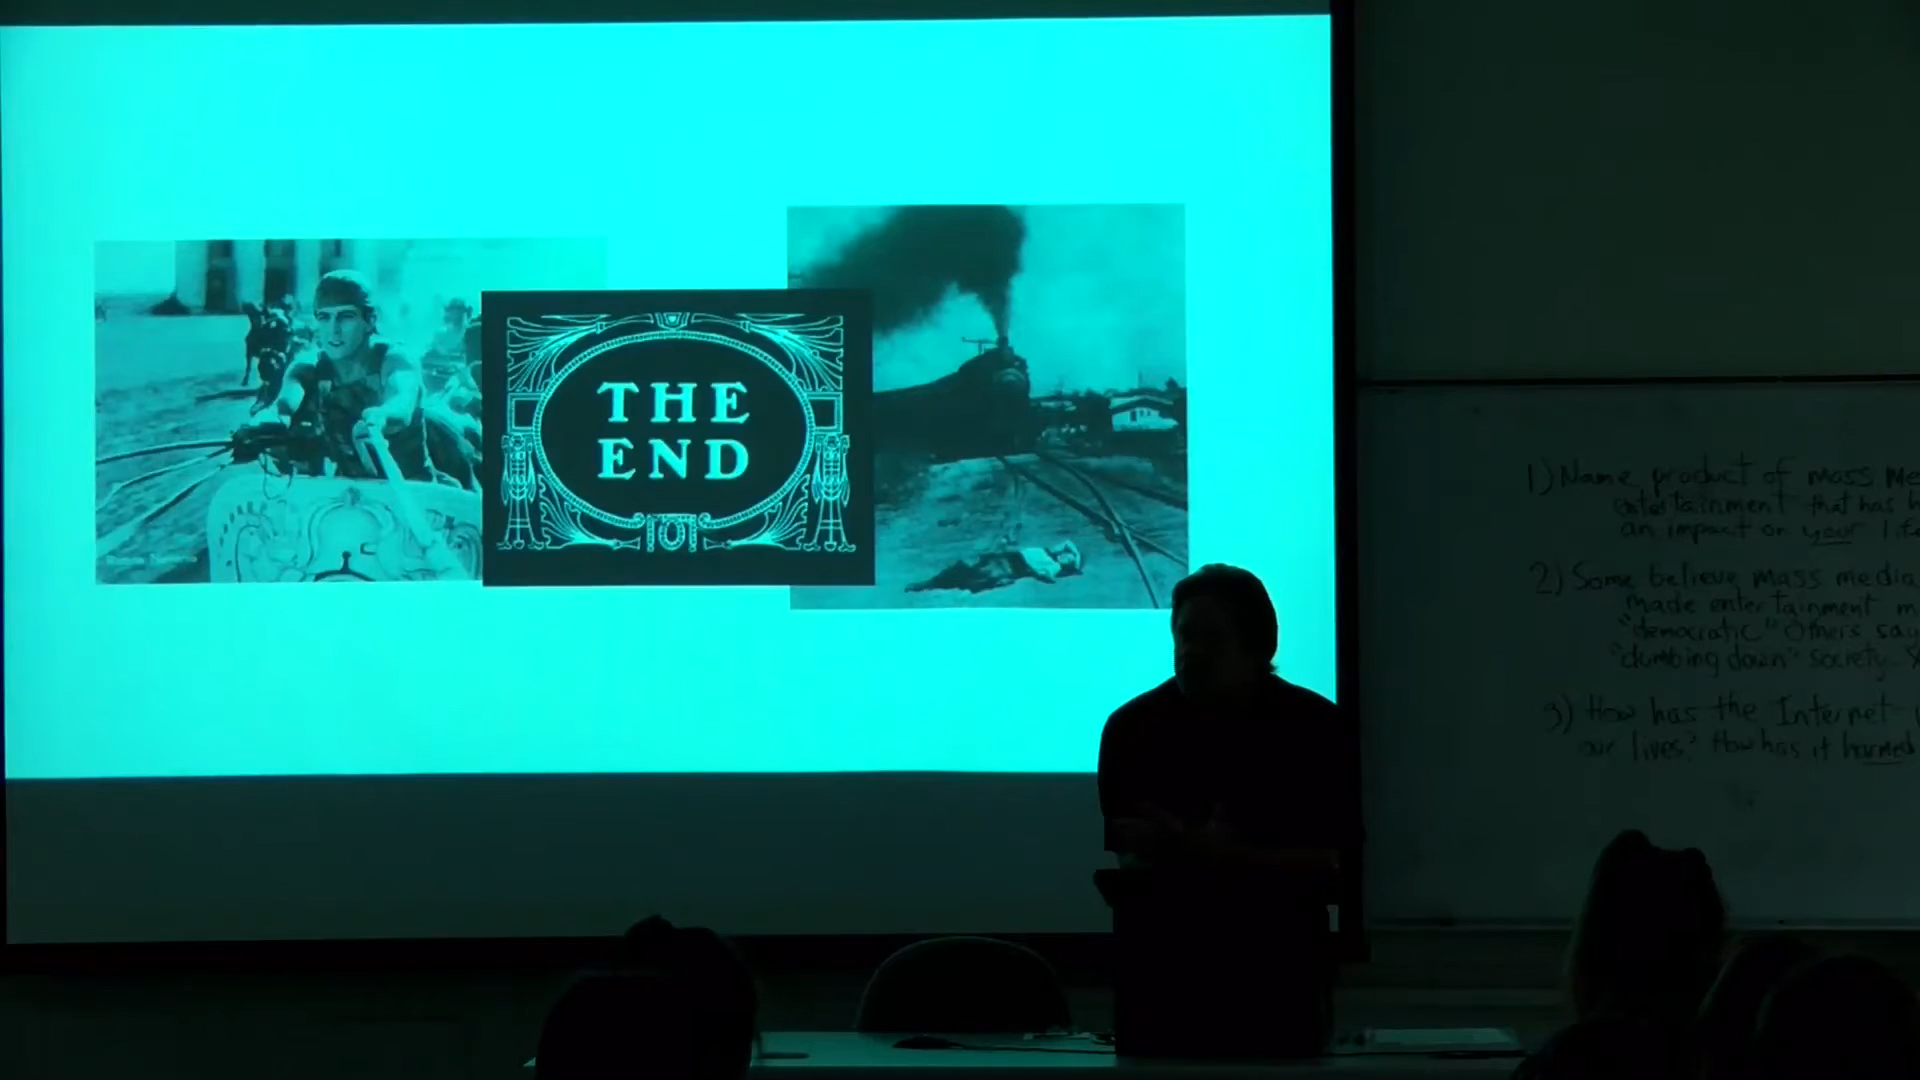 THE
END
1) Name product of mass me
entertainment that has h
an impact on your life
2) Some believe mass media
made entertainment m
"democratic" Others say
"dumbing down" society.
3) How has the Internet
our lives? How has it harmed